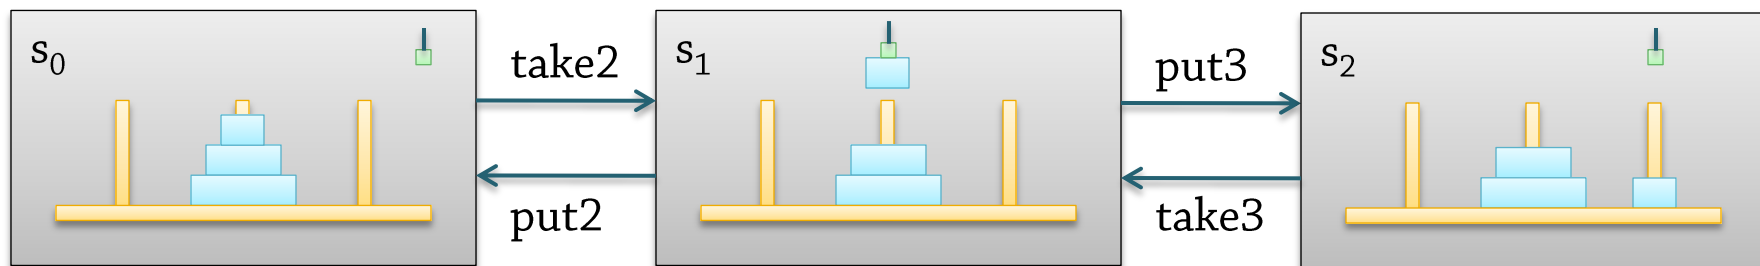 s₀
take2
put2
s₁
put3
take3
s₂